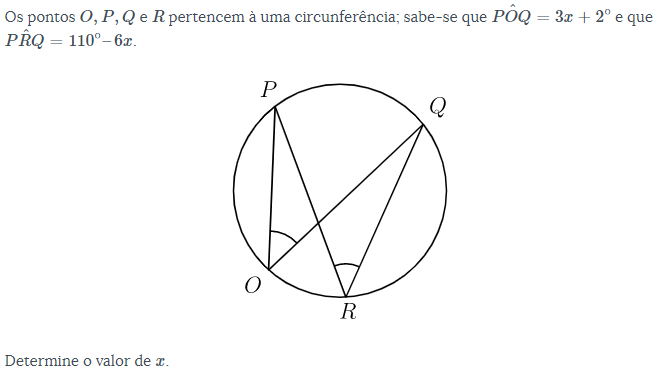 Os pontos O, P, Q e R pertencem à uma circunferência; sabe-se que PÔQ = 3x + 2° e que
PR̂Q = 110°– 6x.
P
Q
O
R
Determine o valor de x.